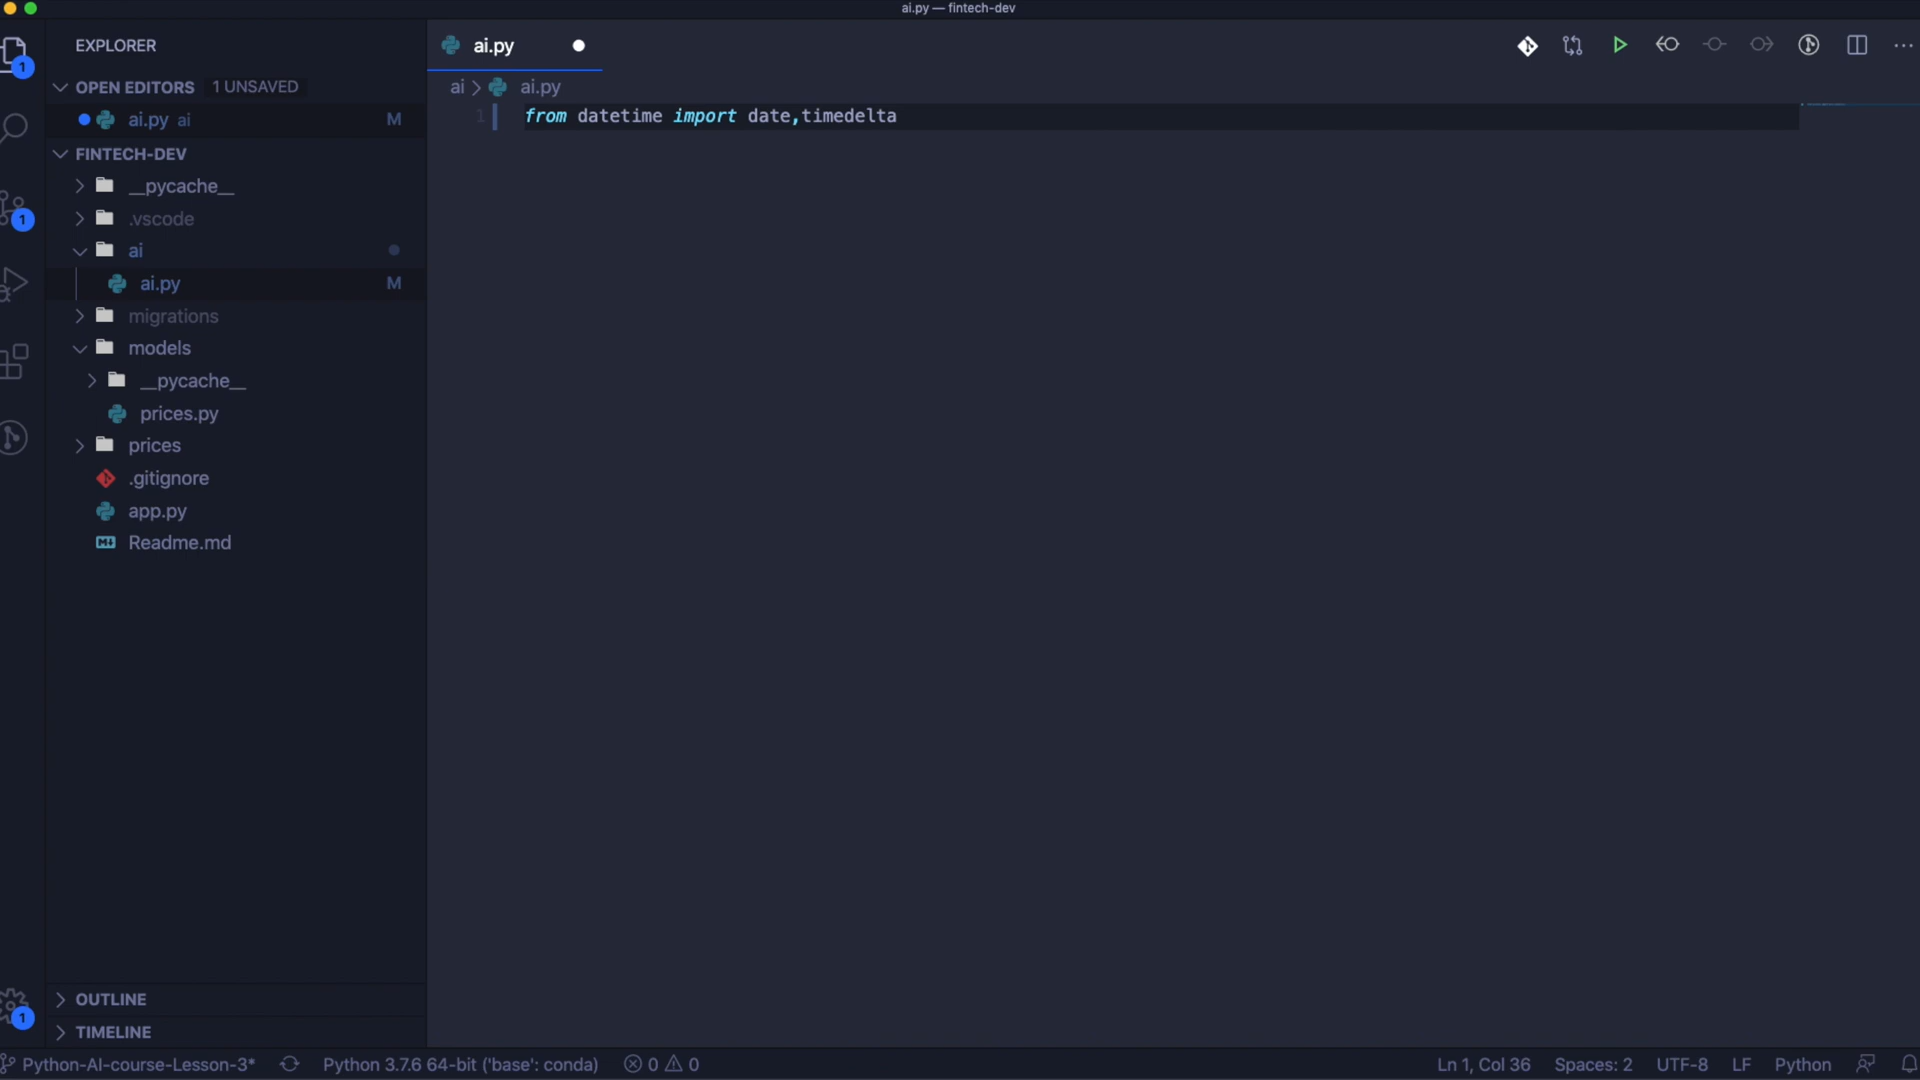 ai.py — fintech-dev
EXPLORER
ai.py
1
OPEN EDITORS 1 UNSAVED
ai > ai.py
ai.py ai M
1 from datetime import date,timedelta
FINTECH-DEV
__pycache__
.vscode
1
ai
ai.py M
migrations
models
__pycache__
prices.py
prices
.gitignore
app.py
Readme.md
OUTLINE
1
TIMELINE
Python-AI-course-Lesson-3* Python 3.7.6 64-bit ('base': conda) 0 0 Ln 1, Col 36 Spaces: 2 UTF-8 LF Python